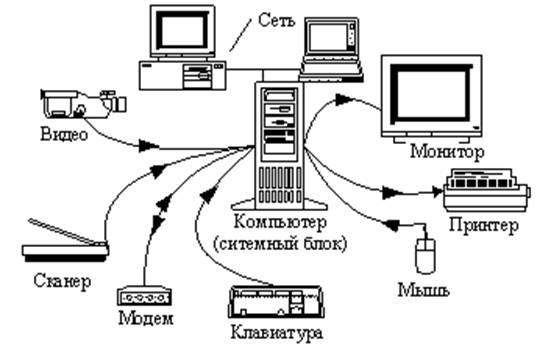 Сеть
Видео
Монитор
Принтер
Компьютер
(ситемный блок)
Сканер
Модем
Клавиатура
Мышь